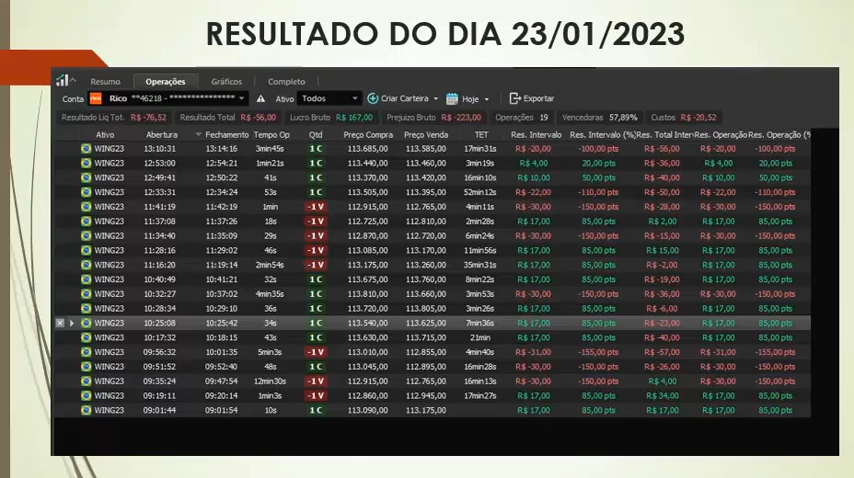 RESULTADO DO DIA 23/01/2023
Resumo Operações Gráficos Completo
Conta Rico **46218 - **************** Ativo Todos Criar Carteira Hoje Exportar
Resultado Líq Tot. R$ -76,52 Resultado Total R$ -56,00 Lucro Bruto R$ 167,00 Prejuízo Bruto R$ -223,00 Operações 19 Vencedoras 57,89% Custos R$ -20,52
Ativo Abertura Fechamento Tempo Op Qtd Preço Compra Preço Venda TET Res. Intervalo Res. Intervalo (%) Res. Total Interv Res. Operação Res. Operação (%
WING23 13:10:31 13:14:16 3min45s 1 C 113.685,00 113.585,00 17min31s R$ -20,00 -100,00 pts R$ -56,00 R$ -20,00 -100,00 pts
WING23 12:53:00 12:54:21 1min21s 1 C 113.440,00 113.460,00 3min19s R$ 4,00 20,00 pts R$ -36,00 R$ 4,00 20,00 pts
WING23 12:49:41 12:50:22 41s 1 C 113.370,00 113.420,00 16min10s R$ 10,00 50,00 pts R$ -40,00 R$ 10,00 50,00 pts
WING23 12:33:31 12:34:24 53s 1 C 113.505,00 113.395,00 52min12s R$ -22,00 -110,00 pts R$ -50,00 R$ -22,00 -110,00 pts
WING23 11:41:19 11:42:19 1min -1 V 112.915,00 112.765,00 4min11s R$ -30,00 -150,00 pts R$ -28,00 R$ -30,00 -150,00 pts
WING23 11:37:08 11:37:26 18s 1 C 112.725,00 112.810,00 2min28s R$ 17,00 85,00 pts R$ 2,00 R$ 17,00 85,00 pts
WING23 11:34:40 11:35:09 29s -1 V 112.870,00 112.720,00 6min24s R$ -30,00 -150,00 pts R$ -15,00 R$ -30,00 -150,00 pts
WING23 11:28:16 11:29:02 46s 1 C 113.085,00 113.170,00 11min56s R$ 17,00 85,00 pts R$ 15,00 R$ 17,00 85,00 pts
WING23 11:16:20 11:19:14 2min54s -1 V 113.175,00 113.260,00 35min31s R$ 17,00 85,00 pts R$ -2,00 R$ 17,00 85,00 pts
WING23 10:40:49 10:41:21 32s 1 C 113.675,00 113.760,00 8min22s R$ 17,00 85,00 pts R$ -19,00 R$ 17,00 85,00 pts
WING23 10:32:27 10:37:02 4min35s 1 C 113.810,00 113.660,00 3min53s R$ -30,00 -150,00 pts R$ -36,00 R$ -30,00 -150,00 pts
WING23 10:28:34 10:29:10 36s 1 C 113.720,00 113.805,00 3min26s R$ 17,00 85,00 pts R$ -6,00 R$ 17,00 85,00 pts
WING23 10:25:08 10:25:42 34s 1 C 113.540,00 113.625,00 7min36s R$ 17,00 85,00 pts R$ -23,00 R$ 17,00 85,00 pts
WING23 10:17:32 10:18:15 43s 1 C 113.630,00 113.715,00 21min R$ 17,00 85,00 pts R$ -40,00 R$ 17,00 85,00 pts
WING23 09:56:32 10:01:35 5min3s -1 V 113.010,00 112.855,00 4min40s R$ -31,00 -155,00 pts R$ -57,00 R$ -31,00 -155,00 pts
WING23 09:51:52 09:52:40 48s 1 C 113.045,00 112.895,00 16min28s R$ -30,00 -150,00 pts R$ -26,00 R$ -30,00 -150,00 pts
WING23 09:35:24 09:47:54 12min30s -1 V 112.915,00 112.765,00 16min13s R$ -30,00 -150,00 pts R$ 4,00 R$ -30,00 -150,00 pts
WING23 09:19:11 09:20:14 1min3s -1 V 112.860,00 112.945,00 17min27s R$ 17,00 85,00 pts R$ 34,00 R$ 17,00 85,00 pts
WING23 09:01:44 09:01:54 10s 1 C 113.090,00 113.175,00 R$ 17,00 85,00 pts R$ 17,00 R$ 17,00 85,00 pts